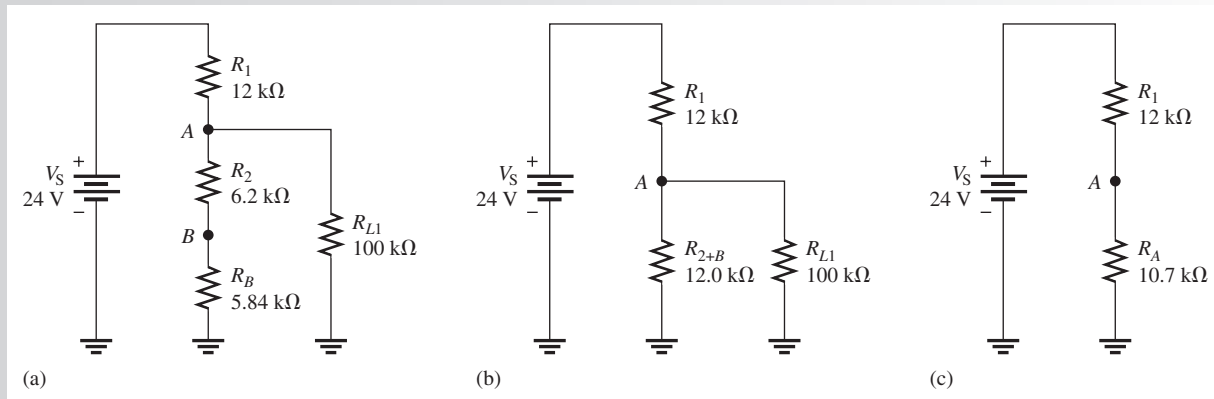 R1
12 kΩ
A
R2
6.2 kΩ
VS
+
24 V
−
B
RL1
100 kΩ
RB
5.84 kΩ
(a)
R1
12 kΩ
VS
+
24 V
−
A
R2+B
12.0 kΩ
RL1
100 kΩ
(b)
R1
12 kΩ
VS
+
24 V
−
A
RA
10.7 kΩ
(c)